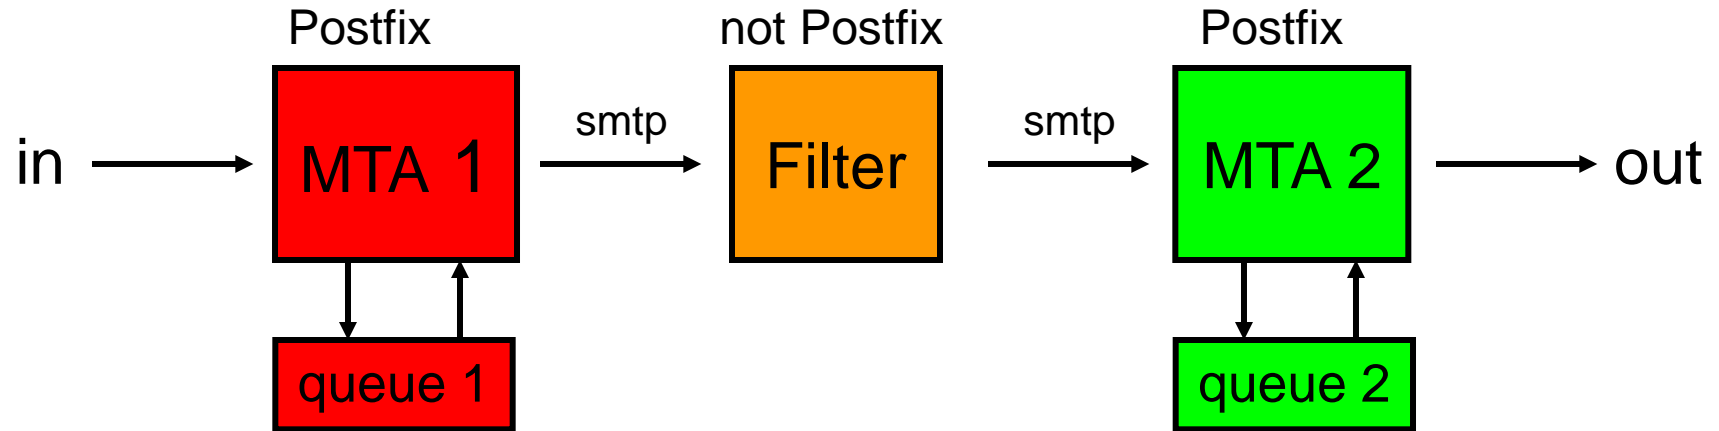 Postfix
not Postfix
Postfix
in
MTA 1
smtp
Filter
smtp
MTA 2
out
queue 1
queue 2